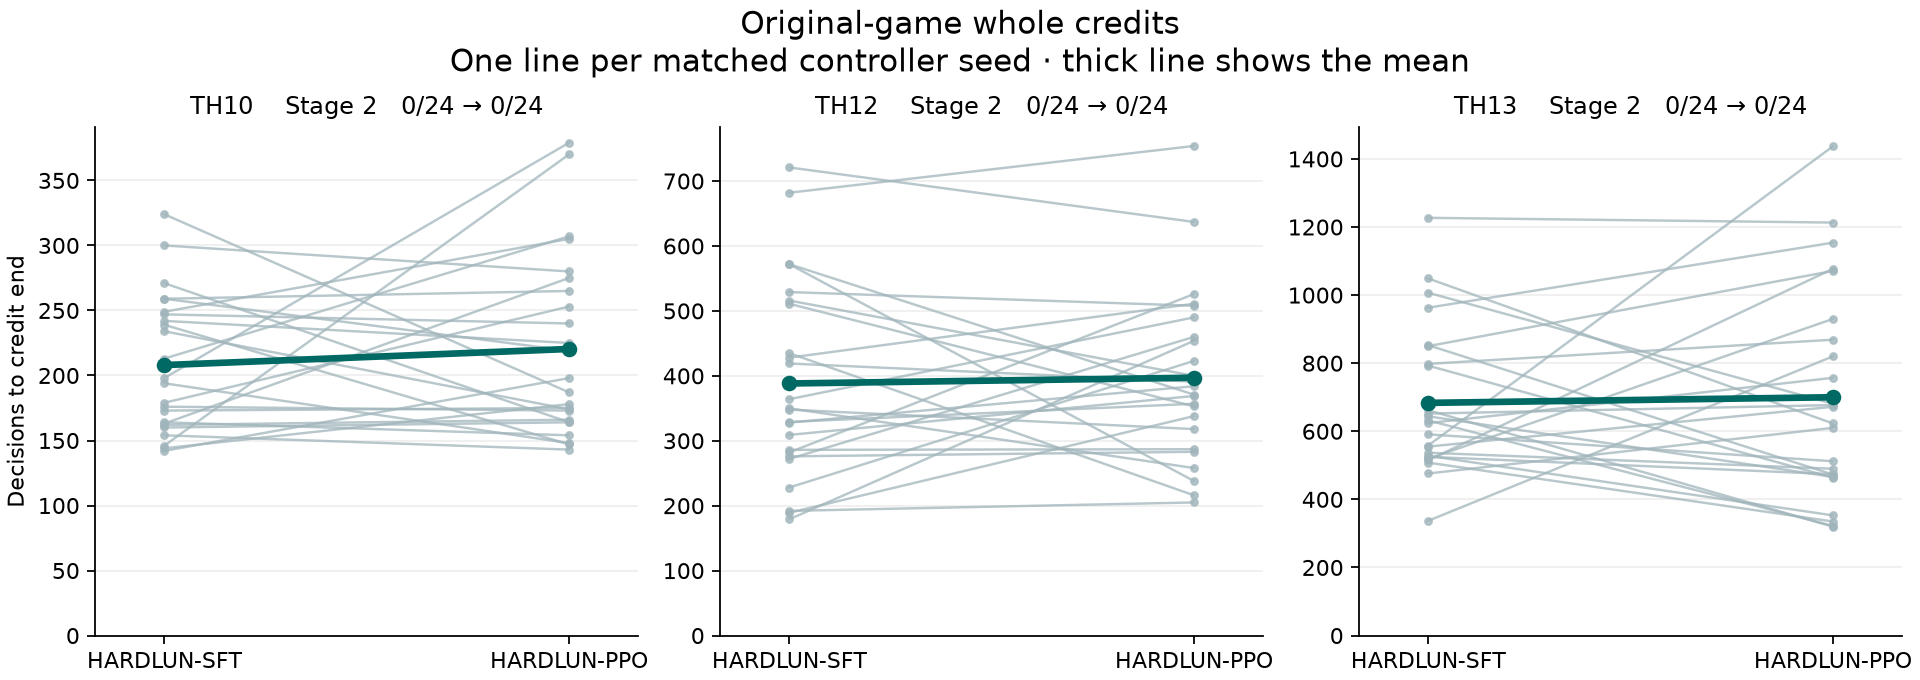 Original-game whole credits
One line per matched controller seed · thick line shows the mean
TH10 Stage 2 0/24 → 0/24
TH12 Stage 2 0/24 → 0/24
TH13 Stage 2 0/24 → 0/24
Decisions to credit end
350
300
250
200
150
100
50
0
HARDLUN-SFT
HARDLUN-PPO
700
600
500
400
300
200
100
0
HARDLUN-SFT
HARDLUN-PPO
1400
1200
1000
800
600
400
200
0
HARDLUN-SFT
HARDLUN-PPO